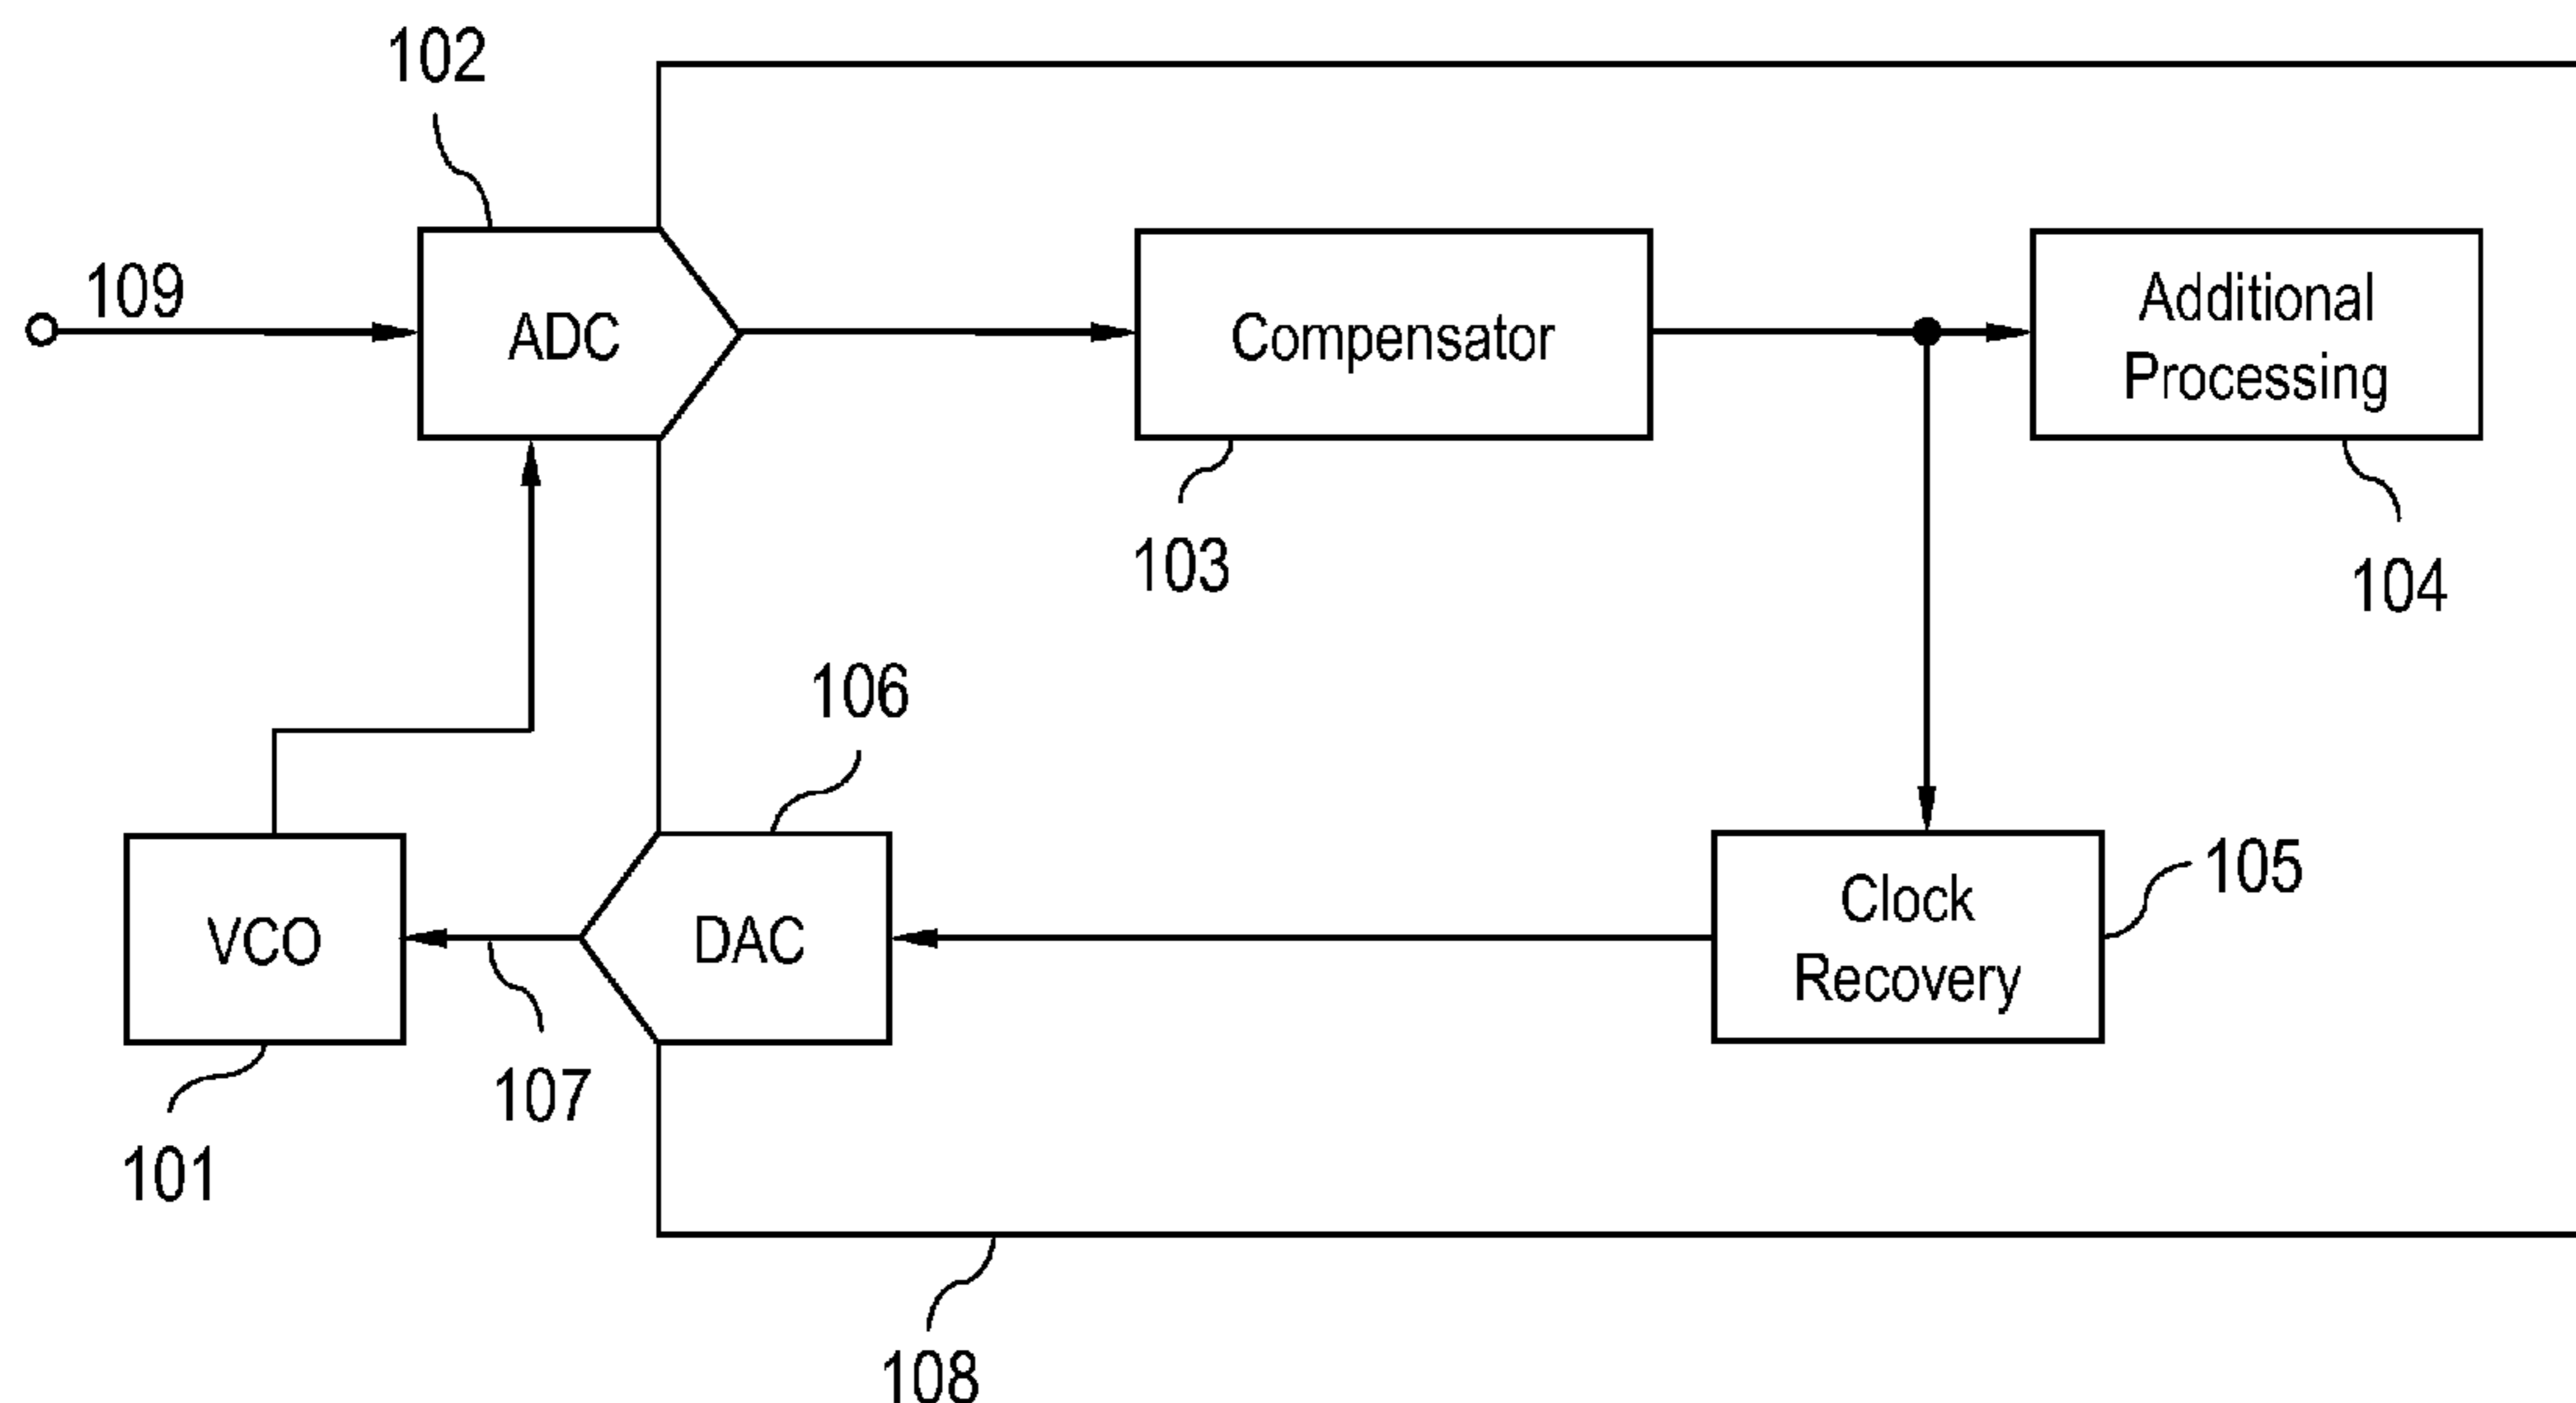 102
109
ADC
Compensator
Additional
Processing
103
104
106
VCO
DAC
Clock
Recovery
105
107
101
108